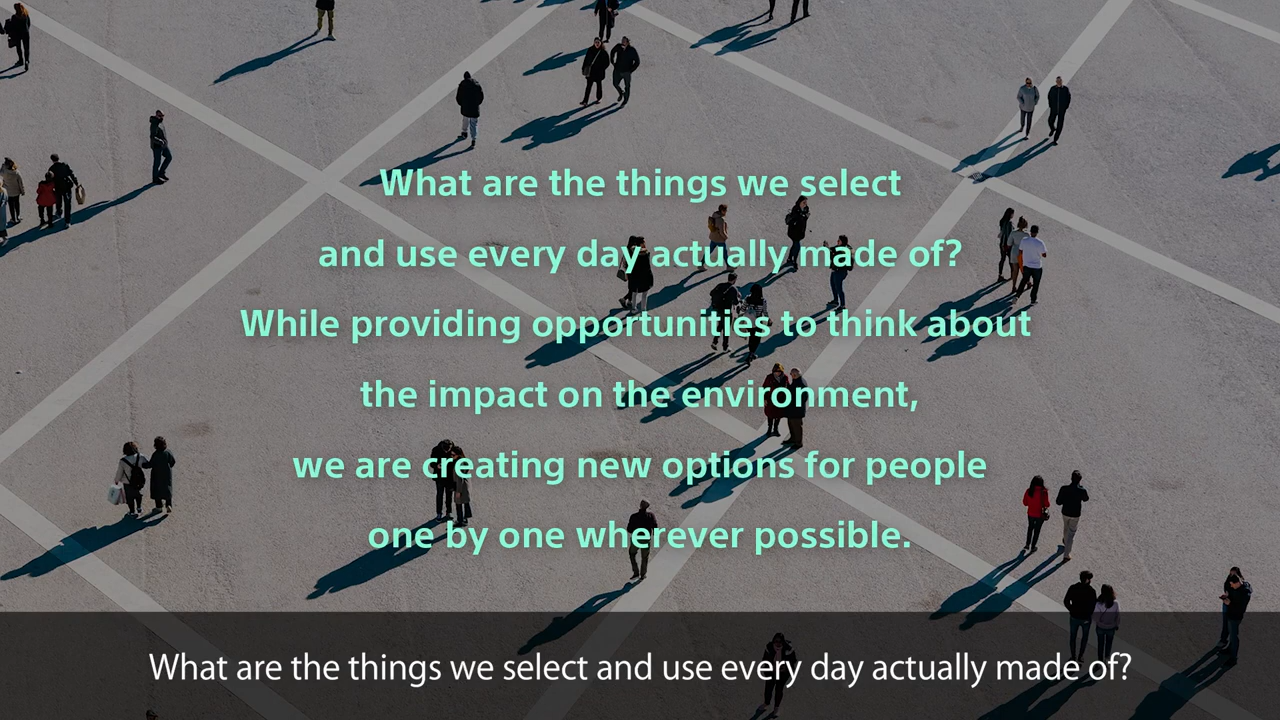 What are the things we select
and use every day actually made of?
While providing opportunities to think about
the impact on the environment,
we are creating new options for people
one by one wherever possible.
What are the things we select and use every day actually made of?